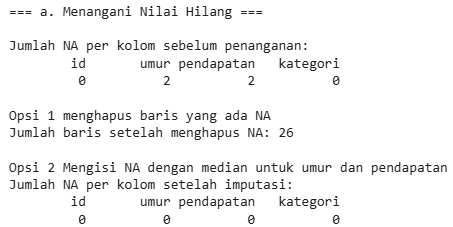 === a. Menangani Nilai Hilang ===
Jumlah NA per kolom sebelum penanganan:
id umur pendapatan kategori
0 2 2 0
Opsi 1 menghapus baris yang ada NA
Jumlah baris setelah menghapus NA: 26
Opsi 2 Mengisi NA dengan median untuk umur dan pendapatan
Jumlah NA per kolom setelah imputasi:
id umur pendapatan kategori
0 0 0 0